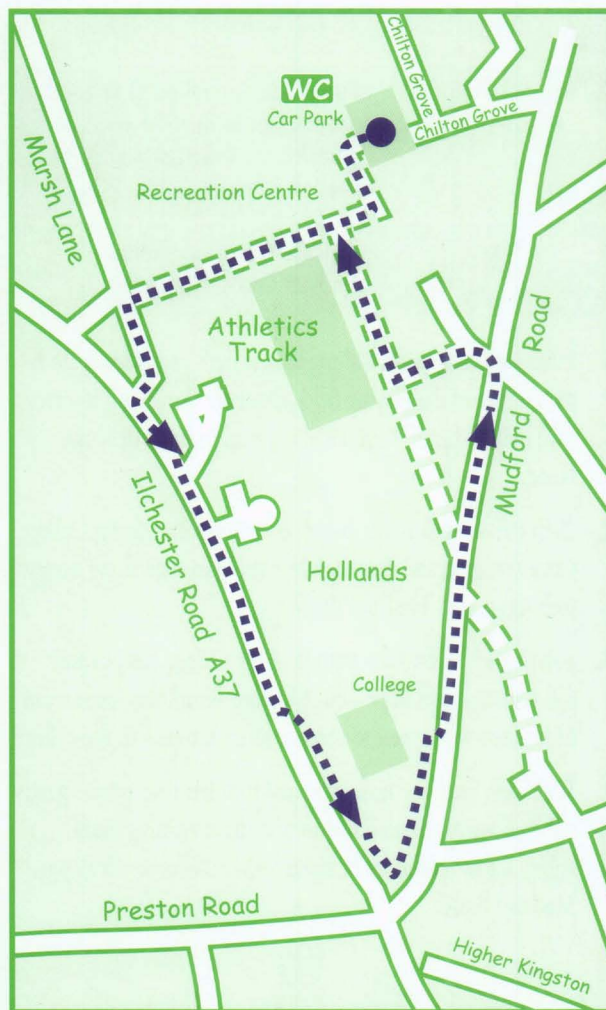 Chilton Grove
WC
Car Park
Chilton Grove
Marsh Lane
Recreation Centre
Athletics
Track
Road
Mudford
Ilchester Road A37
Hollands
College
Preston Road
Higher Kingston